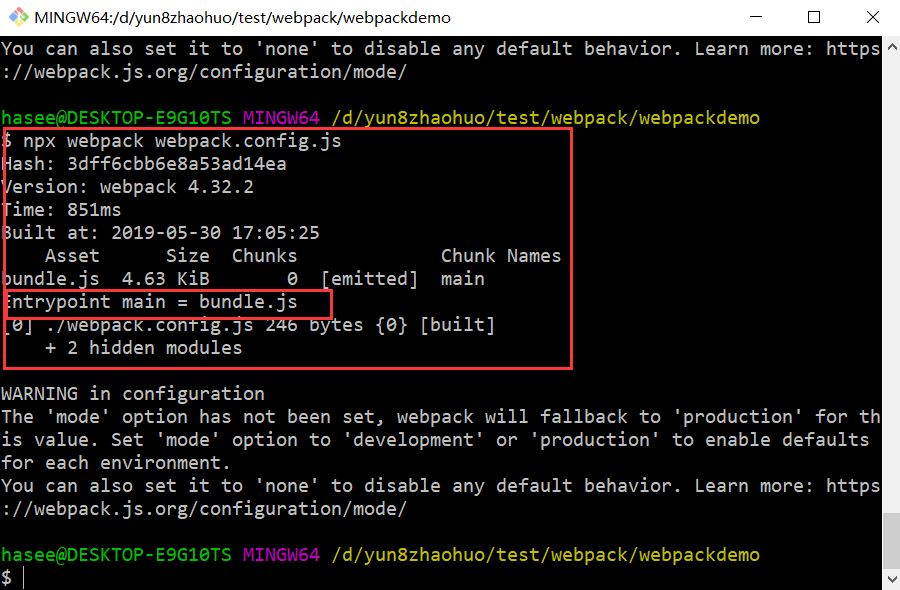 MINGW64:/d/yun8zhaohuo/test/webpack/webpackdemo
You can also set it to 'none' to disable any default behavior. Learn more: https
://webpack.js.org/configuration/mode/
hasee@DESKTOP-E9G10TS MINGW64 /d/yun8zhaohuo/test/webpack/webpackdemo
$ npx webpack webpack.config.js
Hash: 3dff6cbb6e8a53ad14ea
Version: webpack 4.32.2
Time: 851ms
Built at: 2019-05-30 17:05:25
    Asset      Size  Chunks             Chunk Names
bundle.js  4.63 KiB       0  [emitted]  main
Entrypoint main = bundle.js
[0] ./webpack.config.js 246 bytes {0} [built]
    + 2 hidden modules
WARNING in configuration
The 'mode' option has not been set, webpack will fallback to 'production' for th
is value. Set 'mode' option to 'development' or 'production' to enable defaults
for each environment.
You can also set it to 'none' to disable any default behavior. Learn more: https
://webpack.js.org/configuration/mode/
hasee@DESKTOP-E9G10TS MINGW64 /d/yun8zhaohuo/test/webpack/webpackdemo
$